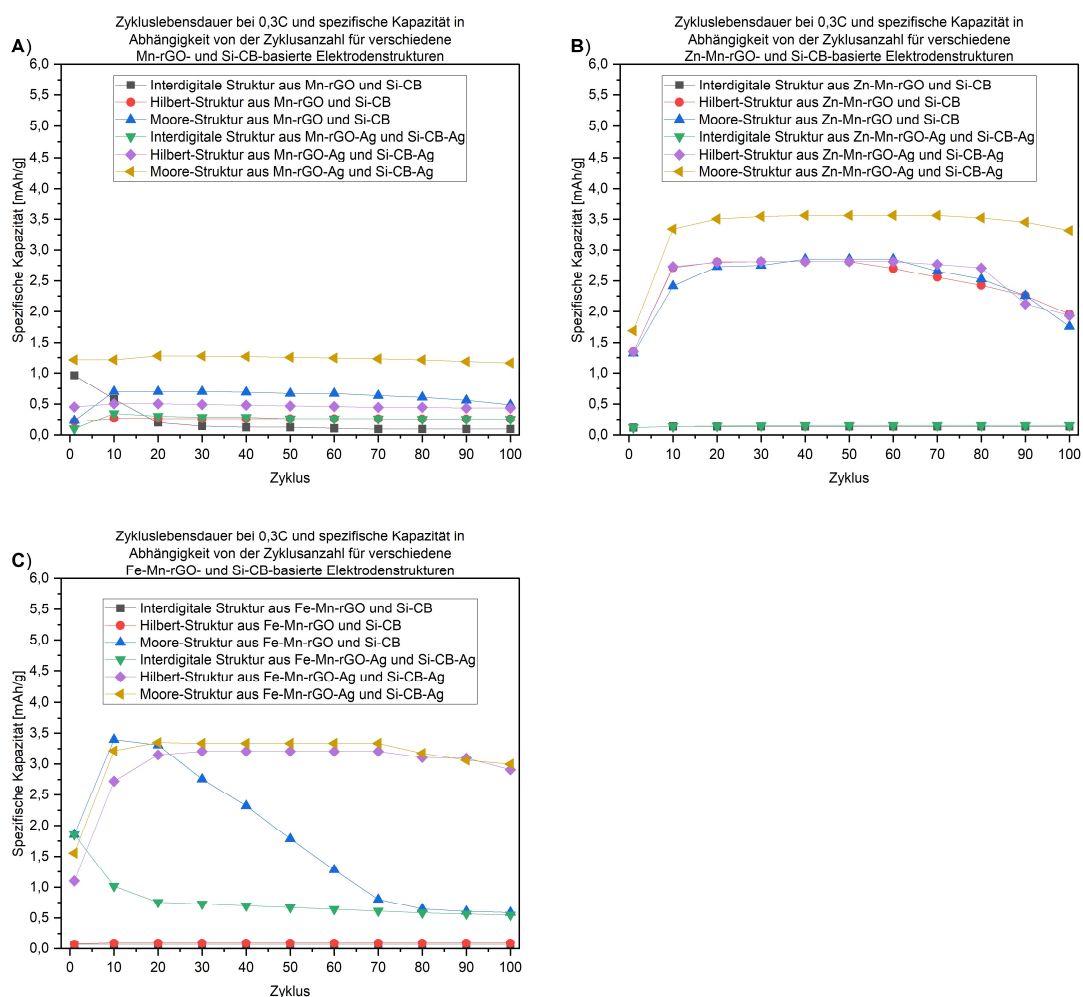 A)
Zykluslebensdauer bei 0,3C und spezifische Kapazität in
Abhängigkeit von der Zyklusanzahl für verschiedene
Mn-rGO- und Si-CB-basierte Elektrodenstrukturen
6,0
5,5
5,0
4,5
4,0
3,5
3,0
2,5
2,0
1,5
1,0
0,5
0,0
Spezifische Kapazität [mAh/g]
Interdigitale Struktur aus Mn-rGO und Si-CB
Hilbert-Struktur aus Mn-rGO und Si-CB
Moore-Struktur aus Mn-rGO und Si-CB
Interdigitale Struktur aus Mn-rGO-Ag und Si-CB-Ag
Hilbert-Struktur aus Mn-rGO-Ag und Si-CB-Ag
Moore-Struktur aus Mn-rGO-Ag und Si-CB-Ag
0 10 20 30 40 50 60 70 80 90 100
Zyklus
B)
Zykluslebensdauer bei 0,3C und spezifische Kapazität in
Abhängigkeit von der Zyklusanzahl für verschiedene
Zn-Mn-rGO- und Si-CB-basierte Elektrodenstrukturen
6,0
5,5
5,0
4,5
4,0
3,5
3,0
2,5
2,0
1,5
1,0
0,5
0,0
Spezifische Kapazität [mAh/g]
Interdigitale Struktur aus Zn-Mn-rGO und Si-CB
Hilbert-Struktur aus Zn-Mn-rGO und Si-CB
Moore-Struktur aus Zn-Mn-rGO und Si-CB
Interdigitale Struktur aus Zn-Mn-rGO-Ag und Si-CB-Ag
Hilbert-Struktur aus Zn-Mn-rGO-Ag und Si-CB-Ag
Moore-Struktur aus Zn-Mn-rGO-Ag und Si-CB-Ag
0 10 20 30 40 50 60 70 80 90 100
Zyklus
C)
Zykluslebensdauer bei 0,3C und spezifische Kapazität in
Abhängigkeit von der Zyklusanzahl für verschiedene
Fe-Mn-rGO- und Si-CB-basierte Elektrodenstrukturen
6,0
5,5
5,0
4,5
4,0
3,5
3,0
2,5
2,0
1,5
1,0
0,5
0,0
Spezifische Kapazität [mAh/g]
Interdigitale Struktur aus Fe-Mn-rGO und Si-CB
Hilbert-Struktur aus Fe-Mn-rGO und Si-CB
Moore-Struktur aus Fe-Mn-rGO und Si-CB
Interdigitale Struktur aus Fe-Mn-rGO-Ag und Si-CB-Ag
Hilbert-Struktur aus Fe-Mn-rGO-Ag und Si-CB-Ag
Moore-Struktur aus Fe-Mn-rGO-Ag und Si-CB-Ag
0 10 20 30 40 50 60 70 80 90 100
Zyklus